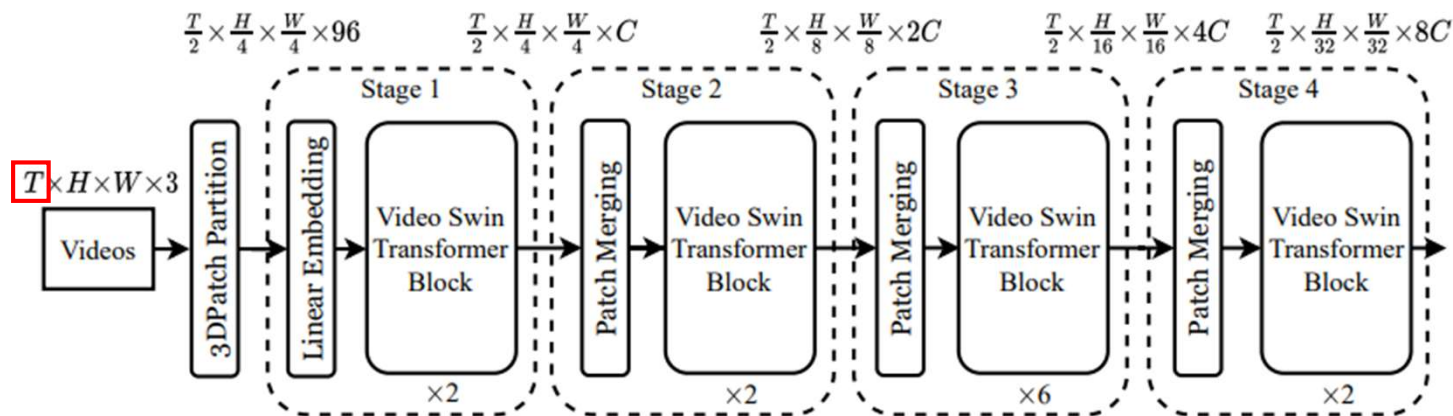 T/2 × H/4 × W/4 × 96
T/2 × H/4 × W/4 × C
T/2 × H/8 × W/8 × 2C
T/2 × H/16 × W/16 × 4C
T/2 × H/32 × W/32 × 8C
T × H × W × 3
Videos
3DPatch Partition
Stage 1
Linear Embedding
Video Swin
Transformer
Block
×2
Stage 2
Patch Merging
Video Swin
Transformer
Block
×2
Stage 3
Patch Merging
Video Swin
Transformer
Block
×6
Stage 4
Patch Merging
Video Swin
Transformer
Block
×2